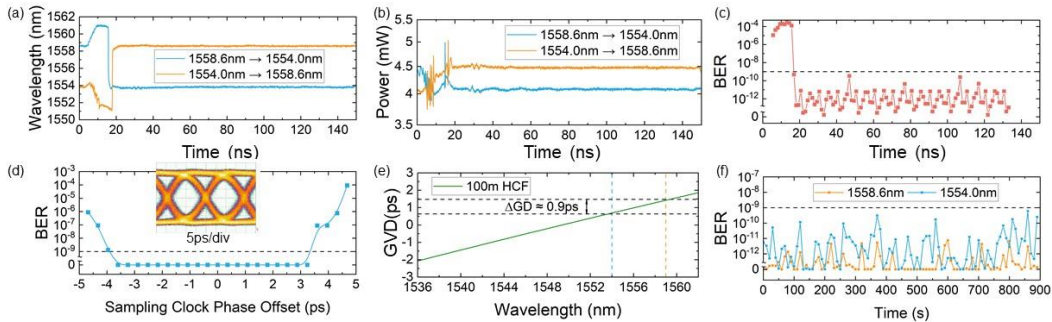 (a)
Wavelength (nm)
1562
1560
1558
1556
1554
1552
1550
1558.6nm → 1554.0nm
1554.0nm → 1558.6nm
0 20 40 60 80 100 120 140
Time (ns)
(b)
Power (mW)
5.5
4.5
4
3.5
1558.6nm → 1554.0nm
1554.0nm → 1558.6nm
0 10 20 30 40 50 60 70 80 90 100 120 150
Time (ns)
(c)
BER
10⁻⁴
10⁻⁶
10⁻⁸
10⁻¹⁰
10⁻¹²
0
0 20 40 60 80 100 120 140
Time (ns)
(d)
BER
10⁻³
10⁻⁴
10⁻⁵
10⁻⁶
10⁻⁷
10⁻⁸
10⁻⁹
10⁻¹⁰
0
5ps/div
-5 -4 -3 -2 -1 0 1 2 3 4 5
Sampling Clock Phase Offset (ps)
(e)
GVD(ps)
3
2
1
0
-1
-2
-3
100m HCF
ΔGD ≈ 0.9ps
1536 1540 1544 1548 1552 1556 1560
Wavelength (nm)
(f)
BER
10⁻⁷
10⁻⁸
10⁻⁹
10⁻¹⁰
10⁻¹¹
10⁻¹²
0
1558.6nm
1554.0nm
0 100 200 300 400 500 600 700 800 900
Time (s)